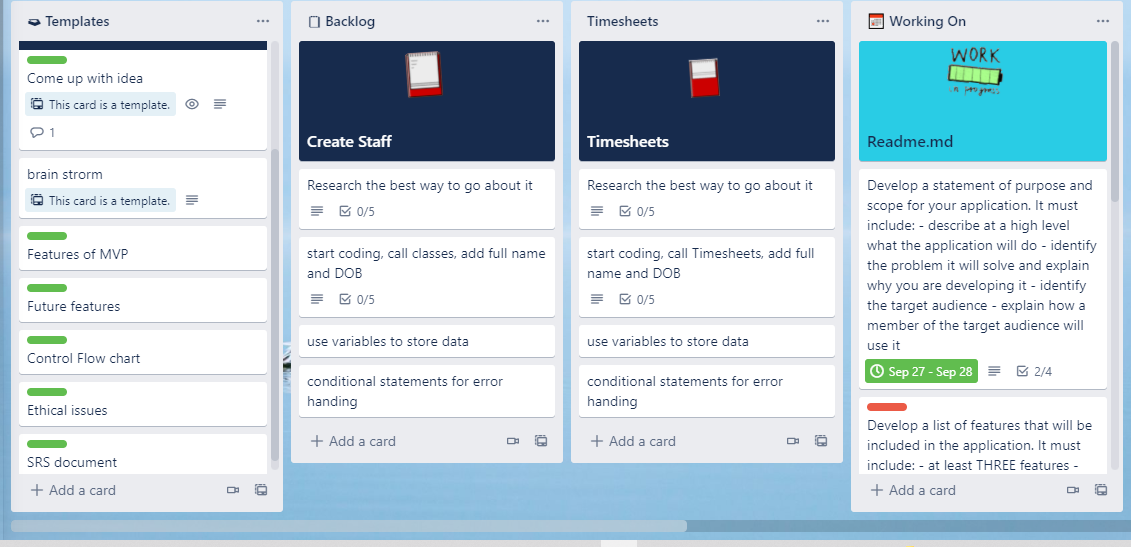 Templates
Come up with idea
This card is a template.
1
brain strorm
This card is a template.
Features of MVP
Future features
Control Flow chart
Ethical issues
SRS document
Add a card
Backlog
Create Staff
Research the best way to go about it
0/5
start coding, call classes, add full name
and DOB
0/5
use variables to store data
conditional statements for error
handing
Add a card
Timesheets
Timesheets
Research the best way to go about it
0/5
start coding, call Timesheets, add full
name and DOB
0/5
use variables to store data
conditional statements for error
handing
Add a card
Working On
WORK
in progress
Readme.md
Develop a statement of purpose and
scope for your application. It must
include: - describe at a high level
what the application will do - identify
the problem it will solve and explain
why you are developing it - identify
the target audience - explain how a
member of the target audience will
use it
Sep 27 - Sep 28
2/4
Develop a list of features that will be
included in the application. It must
include: - at least THREE features -
Add a card